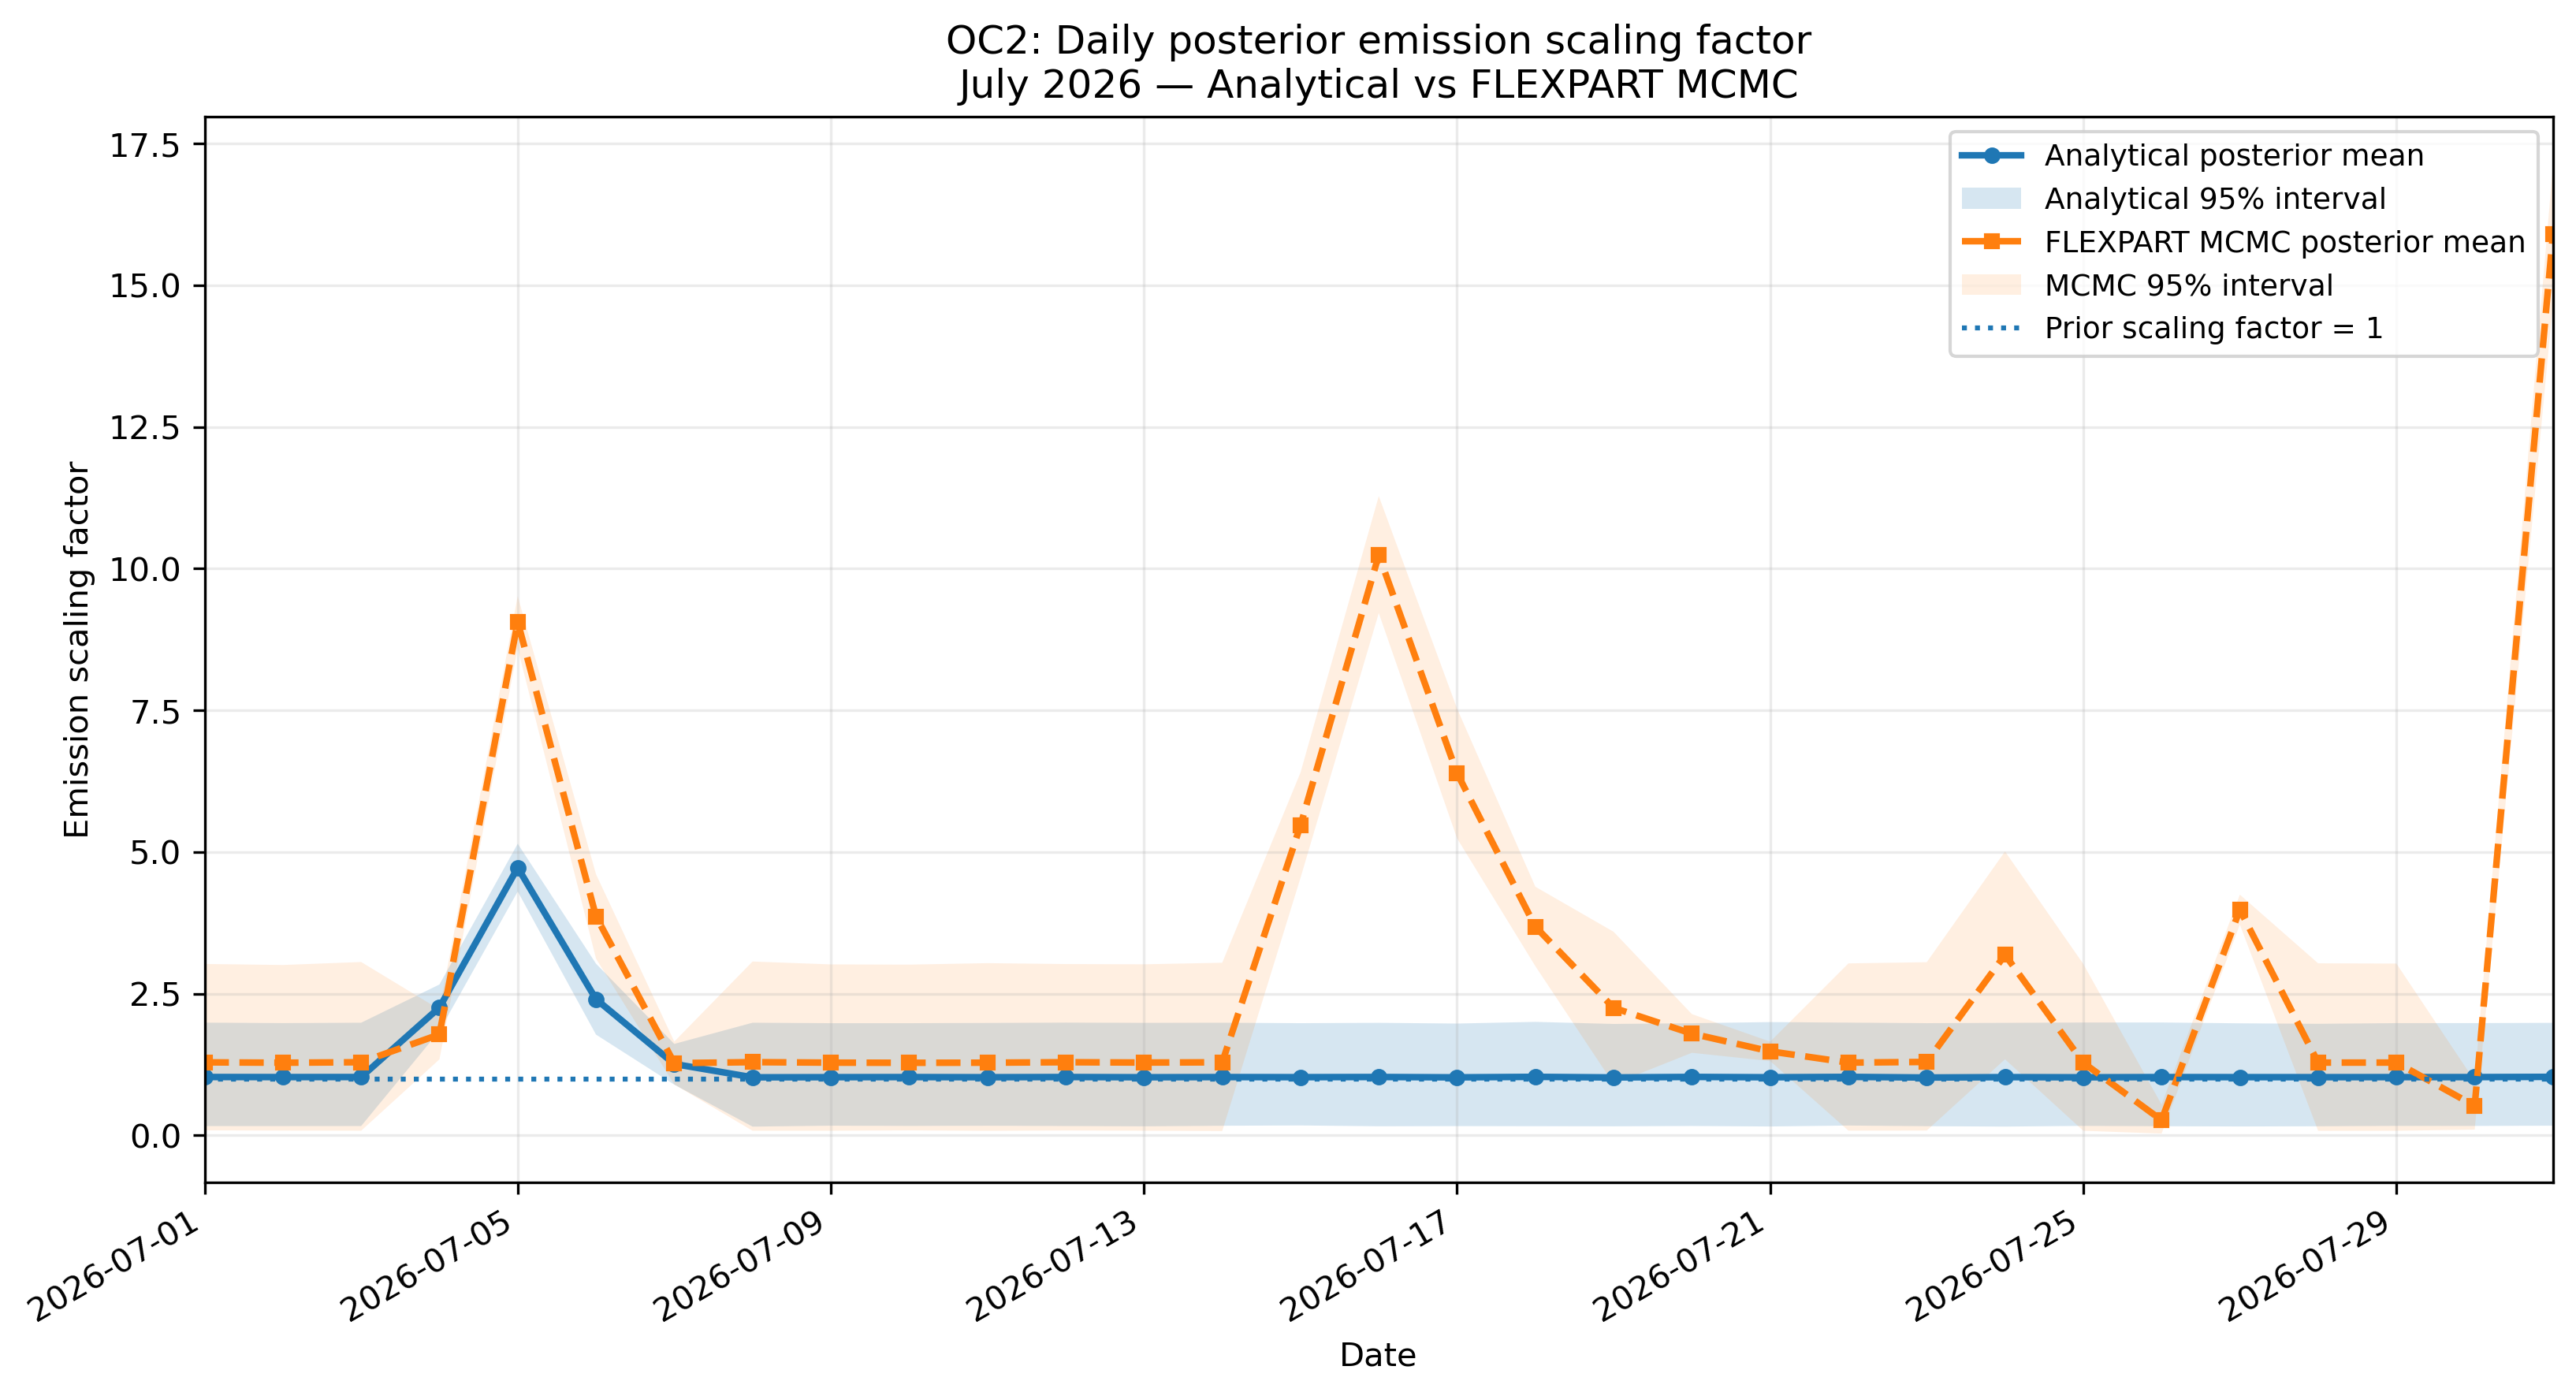 OC2: Daily posterior emission scaling factor
July 2026 — Analytical vs FLEXPART MCMC
17.5
15.0
12.5
10.0
7.5
5.0
2.5
0.0
Emission scaling factor
Analytical posterior mean
Analytical 95% interval
FLEXPART MCMC posterior mean
MCMC 95% interval
Prior scaling factor = 1
2026-07-01
2026-07-05
2026-07-09
2026-07-13
2026-07-17
2026-07-21
2026-07-25
2026-07-29
Date